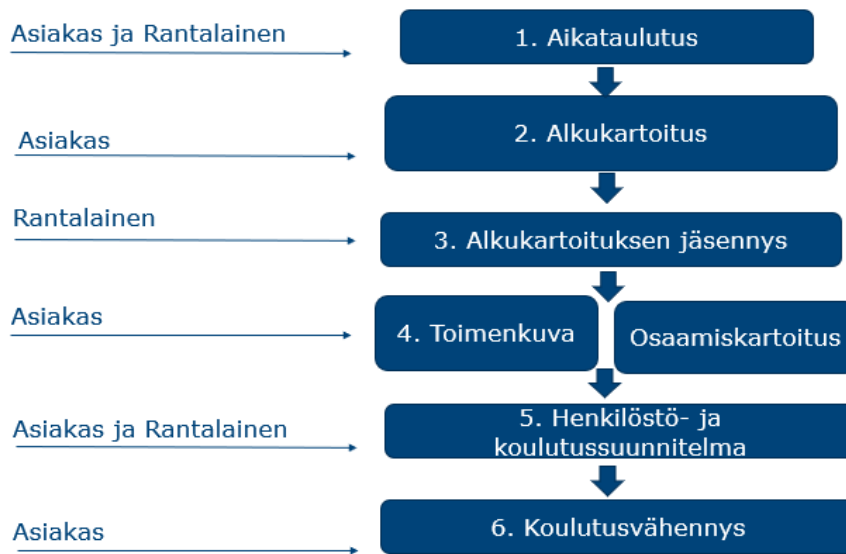 Asiakas ja Rantalainen
1. Aikataulutus
Asiakas
2. Alkukartoitus
Rantalainen
3. Alkukartoituksen jäsennys
Asiakas
4. Toimenkuva
Osaamiskartoitus
Asiakas ja Rantalainen
5. Henkilöstö- ja
koulutussuunnitelma
Asiakas
6. Koulutusvähennys